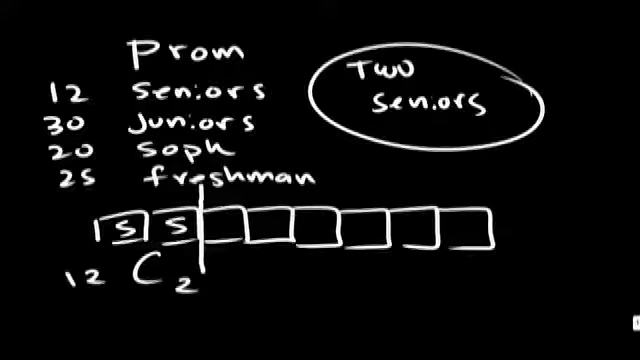 Prom
12 seniors
30 juniors
20 soph
25 freshman
Two
seniors
S S
12 C 2